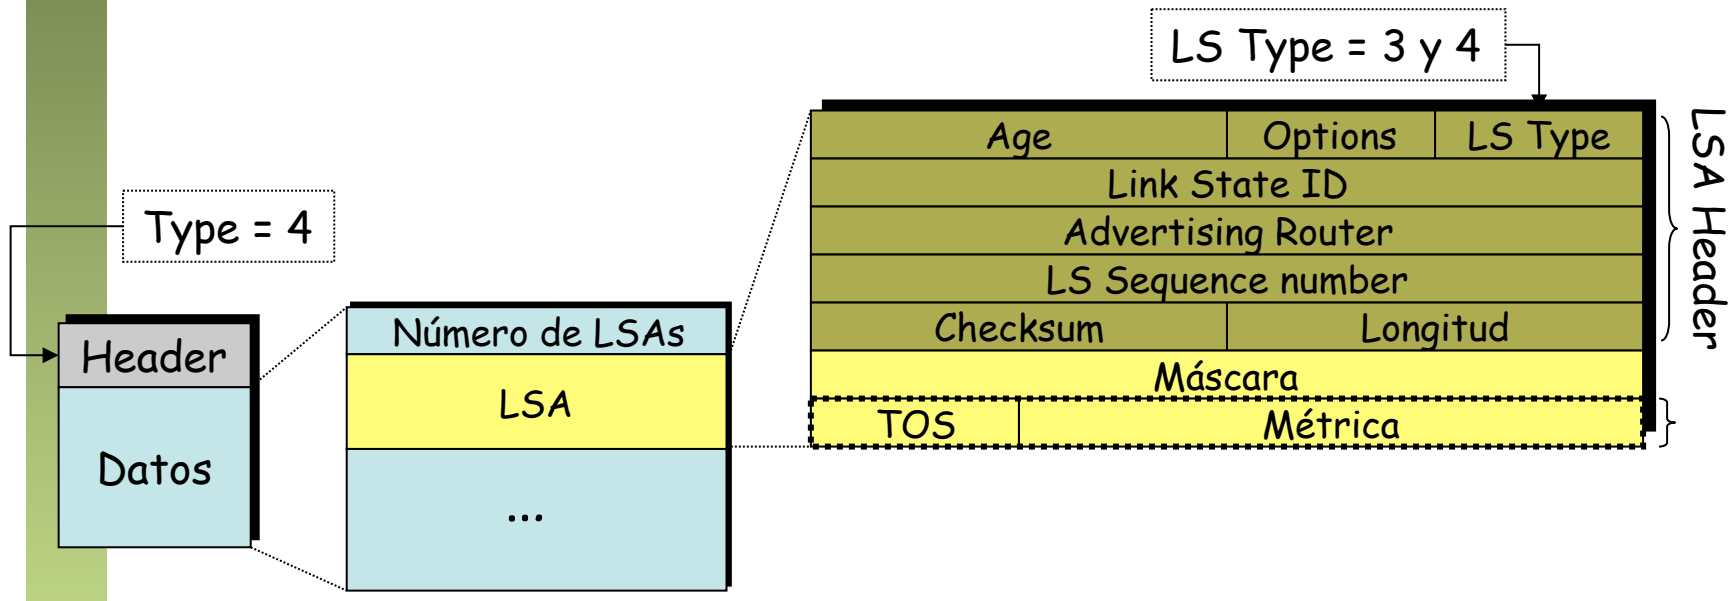 LS Type = 3 y 4
Age Options LS Type
Link State ID
Advertising Router
LS Sequence number
Checksum Longitud
Máscara
TOS Métrica
LSA Header
Type = 4
Header
Datos
Número de LSAs
LSA
...